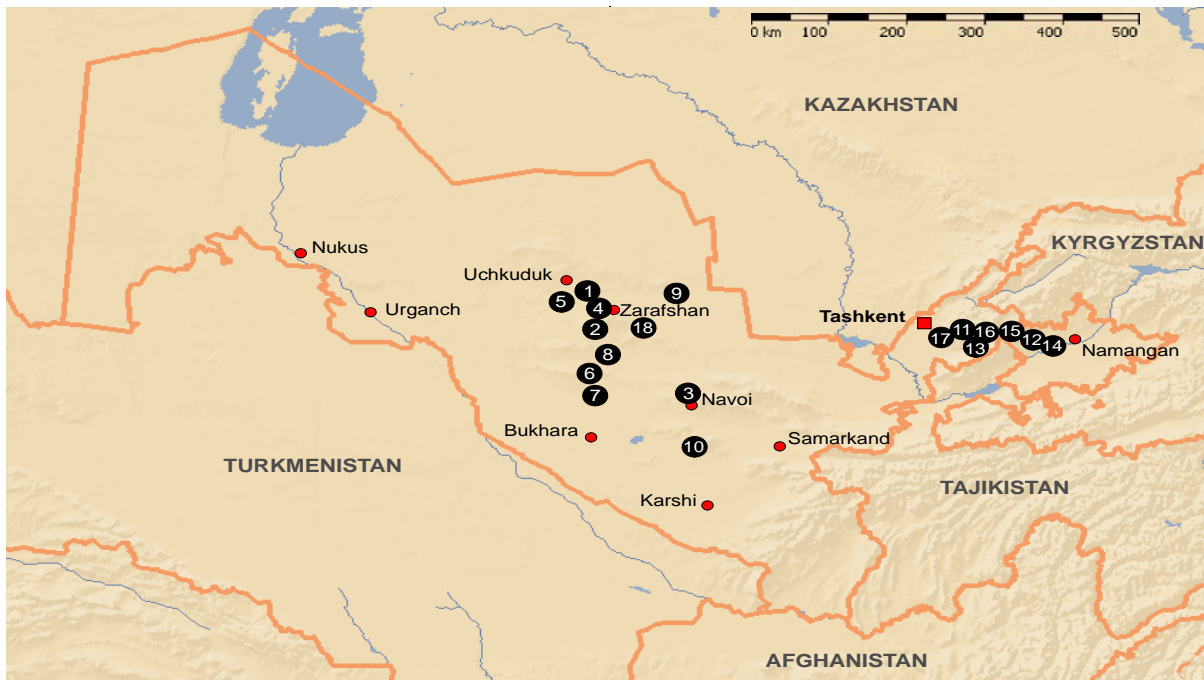 0 km 100 200 300 400 500
KAZAKHSTAN
KYRGYZSTAN
Nukus
Uchkuduk
1
9
5
4
Zarafshan
Urganch
Tashkent
2
18
11
16
15
17
13
12
14
Namangan
8
6
7
3
Navoi
Bukhara
10
Samarkand
TURKMENISTAN
TAJIKISTAN
Karshi
AFGHANISTAN